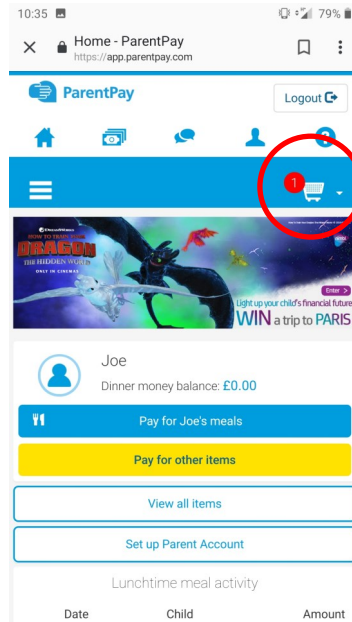 10:35 79%
Home - ParentPay
https://app.parentpay.com
ParentPay
Logout
1
DREAMWORKS
HOW TO TRAIN YOUR
DRAGON
THE HIDDEN WORLD
ONLY IN CINEMAS
Enter >
Light up your child's financial future
WIN a trip to PARIS
Joe
Dinner money balance: £0.00
Pay for Joe's meals
Pay for other items
View all items
Set up Parent Account
Lunchtime meal activity
Date Child Amount